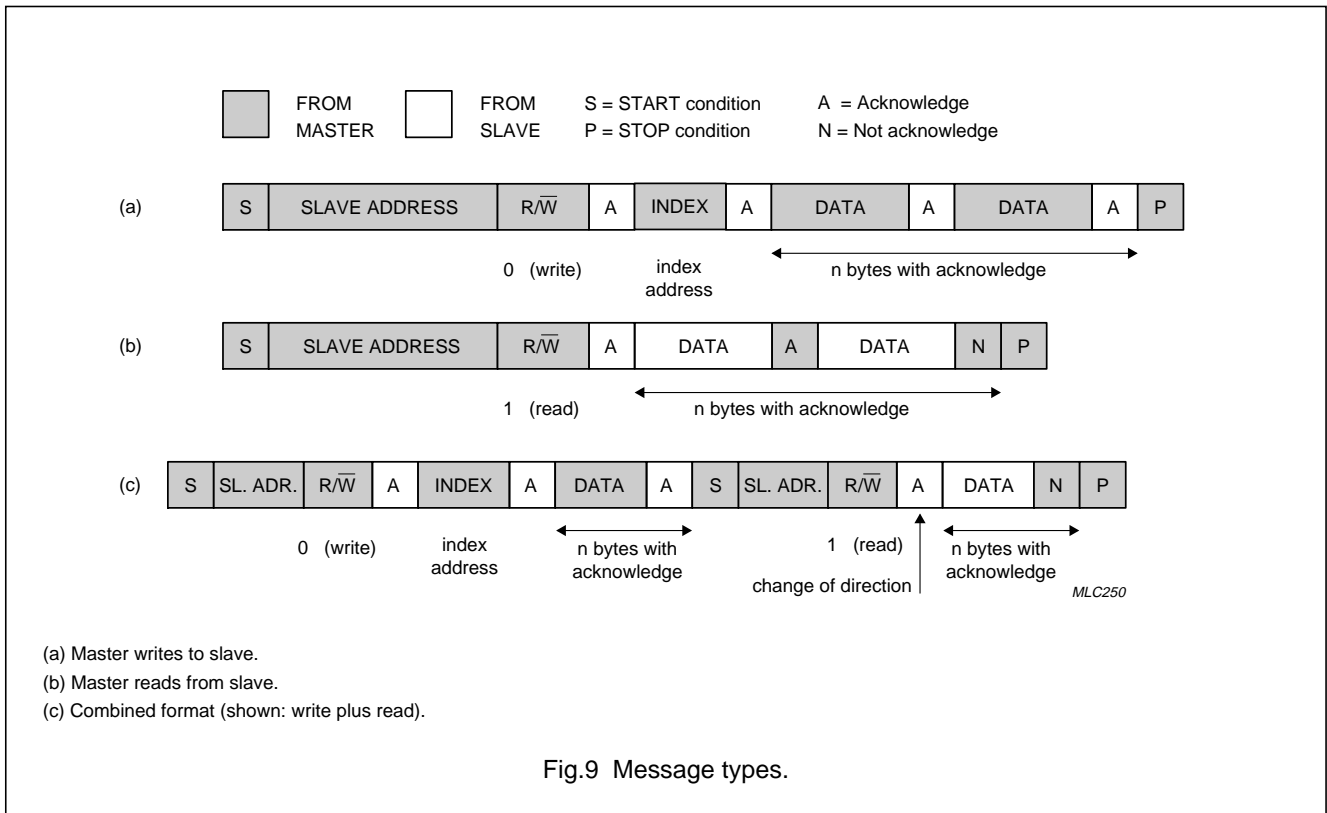 FROM MASTER
FROM SLAVE
S = START condition
P = STOP condition
A = Acknowledge
N = Not acknowledge
(a) S SLAVE ADDRESS R/W̅ A INDEX A DATA A DATA A P
0 (write) index address n bytes with acknowledge
(b) S SLAVE ADDRESS R/W̅ A DATA A DATA N P
1 (read) n bytes with acknowledge
(c) S SL. ADR. R/W̅ A INDEX A DATA A S SL. ADR. R/W̅ A DATA N P
0 (write) index address n bytes with acknowledge 1 (read) n bytes with acknowledge
change of direction
MLC250
(a) Master writes to slave.
(b) Master reads from slave.
(c) Combined format (shown: write plus read).
Fig.9 Message types.